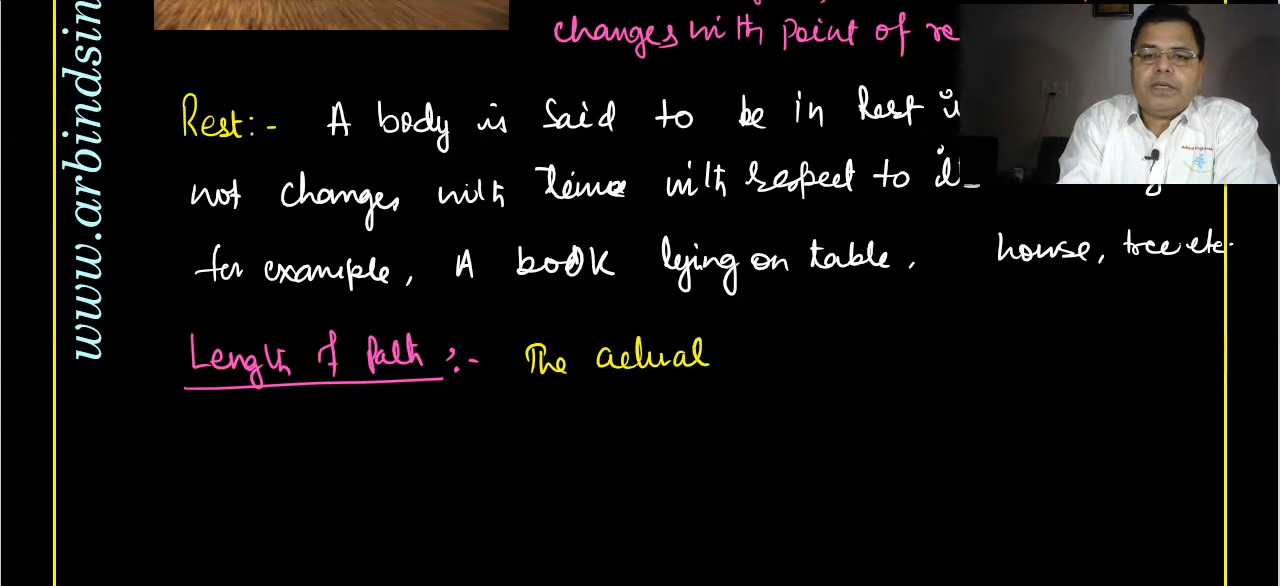 www.arbindsin
changes with point of re
Rest:- A body is said to be in Rest i
not changes with time with respect to it
for example, A book lying on table, house, tree etc.
Length of Path :- The actual